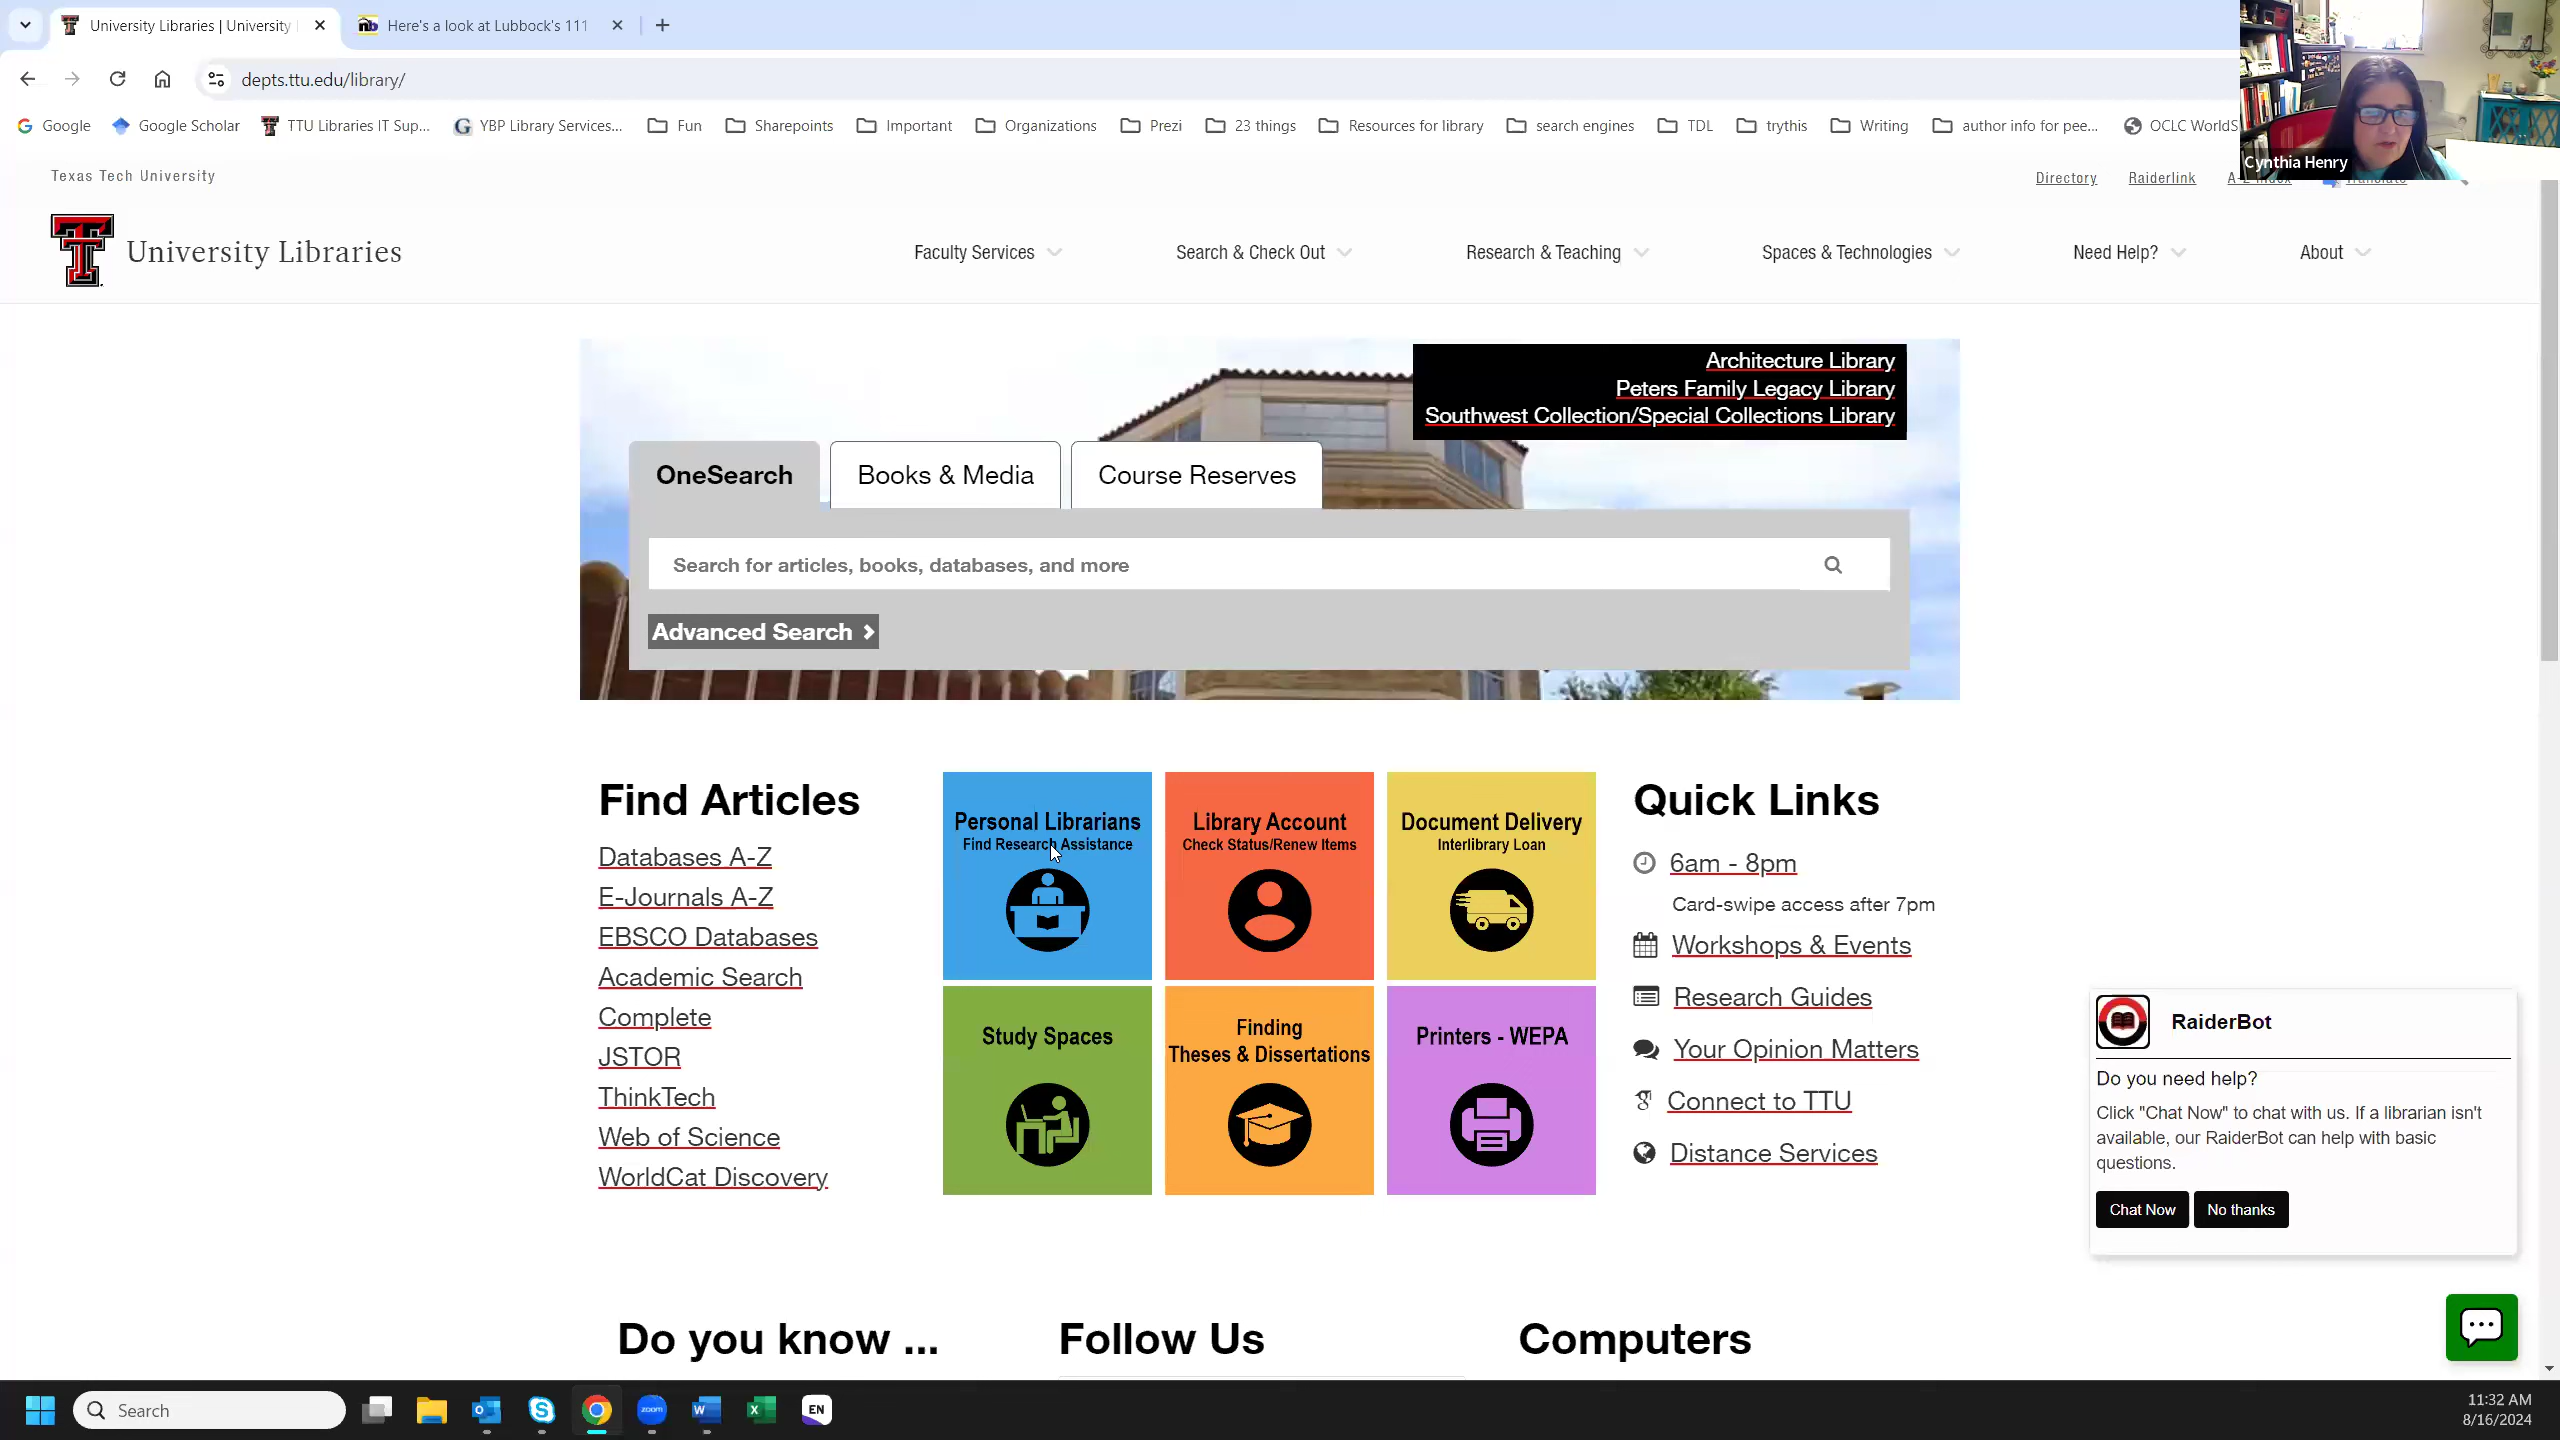 University Libraries | University
Here's a look at Lubbock's 111
depts.ttu.edu/library/
Google
Google Scholar
TTU Libraries IT Sup...
YBP Library Services...
Fun
Sharepoints
Important
Organizations
Prezi
23 things
Resources for library
search engines
TDL
trythis
Writing
author info for pee...
OCLC WorldS
Cynthia Henry
Texas Tech University
Directory
Raiderlink
A-Z Index
Translate
University Libraries
Faculty Services
Search & Check Out
Research & Teaching
Spaces & Technologies
Need Help?
About
Architecture Library
Peters Family Legacy Library
Southwest Collection/Special Collections Library
OneSearch
Books & Media
Course Reserves
Search for articles, books, databases, and more
Advanced Search
Find Articles
Databases A-Z
E-Journals A-Z
EBSCO Databases
Academic Search
Complete
JSTOR
ThinkTech
Web of Science
WorldCat Discovery
Personal Librarians
Find Research Assistance
Library Account
Check Status/Renew Items
Document Delivery
Interlibrary Loan
Study Spaces
Finding
Theses & Dissertations
Printers - WEPA
Quick Links
6am - 8pm
Card-swipe access after 7pm
Workshops & Events
Research Guides
Your Opinion Matters
Connect to TTU
Distance Services
RaiderBot
Do you need help?
Click "Chat Now" to chat with us. If a librarian isn't
available, our RaiderBot can help with basic
questions.
Chat Now
No thanks
Do you know ...
Follow Us
Computers
Search
zoom
EN
11:32 AM
8/16/2024